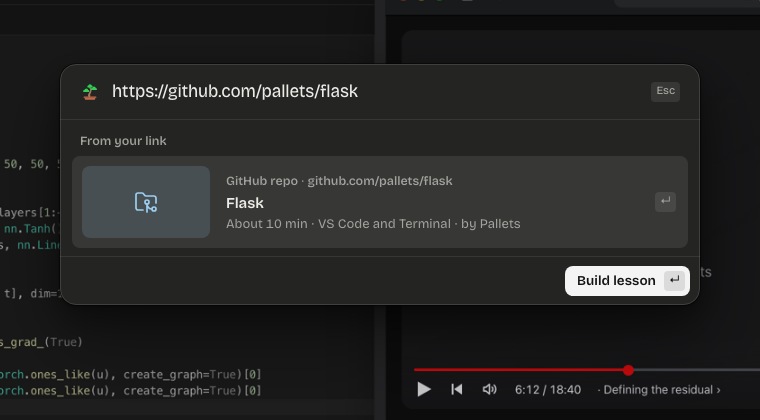 https://github.com/pallets/flask
Esc
From your link
GitHub repo · github.com/pallets/flask
Flask
About 10 min · VS Code and Terminal · by Pallets
Build lesson
50, 50,
layers[1:
nn.Tanh(
s, nn.Line
t], dim=
s_grad_(True)
orch.ones_like(u), create_graph=True)[0]
orch.ones_like(u), create_graph=True)[0]
ts
6:12 / 18:40 · Defining the residual ›